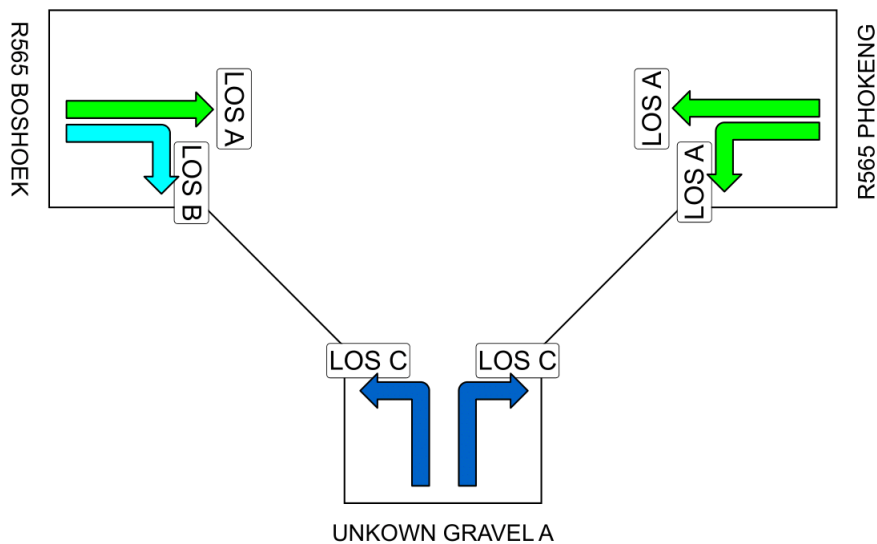 R565 BOSHOEK
LOS A
LOS B
LOS A
LOS A
R565 PHOKENG
LOS C
LOS C
UNKOWN GRAVEL A